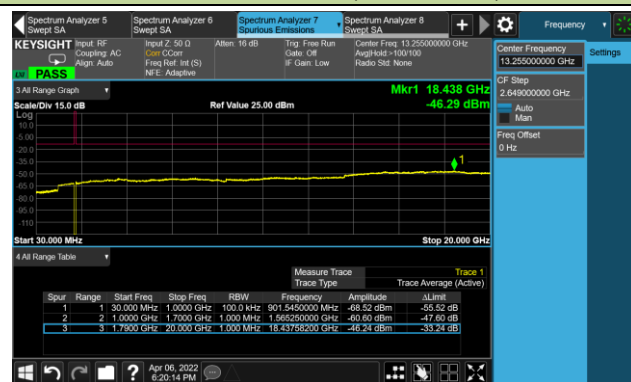 Spectrum Analyzer 5
Swept SA
Spectrum Analyzer 6
Swept SA
Spectrum Analyzer 7
Spurious Emissions
Spectrum Analyzer 8
Swept SA
Frequency
KEYSIGHT
Input: RF
Coupling: AC
Align: Auto
Input Z: 50 Ω
Corr CCorr
Freq Ref: Int (S)
NFE: Adaptive
Atten: 16 dB
Trig: Free Run
Gate: Off
IF Gain: Low
Center Freq: 13.255000000 GHz
Avg|Hold:>100/100
Radio Std: None
PASS
Center Frequency
13.255000000 GHz
Settings
CF Step
2.649000000 GHz
Auto
Man
Freq Offset
0 Hz
3 All Range Graph
Mkr1 18.438 GHz
Scale/Div 15.0 dB
Ref Value 25.00 dBm
-46.29 dBm
Log
10.0
-5.00
-20.0
-35.0
-50.0
-65.0
-80.0
-95.0
-110
1
Start 30.000 MHz
Stop 20.000 GHz
4 All Range Table
Measure Trace Trace 1
Trace Type Trace Average (Active)
Spur Range Start Freq Stop Freq RBW Frequency Amplitude ΔLimit
1 1 30.000 MHz 1.0000 GHz 100.0 kHz 901.5450000 MHz -68.52 dBm -55.52 dB
2 2 1.0000 GHz 1.7000 GHz 1.000 MHz 1.565250000 GHz -60.60 dBm -47.60 dB
3 3 1.7900 GHz 20.000 GHz 1.000 MHz 18.43758200 GHz -46.24 dBm -33.24 dB
Apr 06, 2022
6:20:14 PM